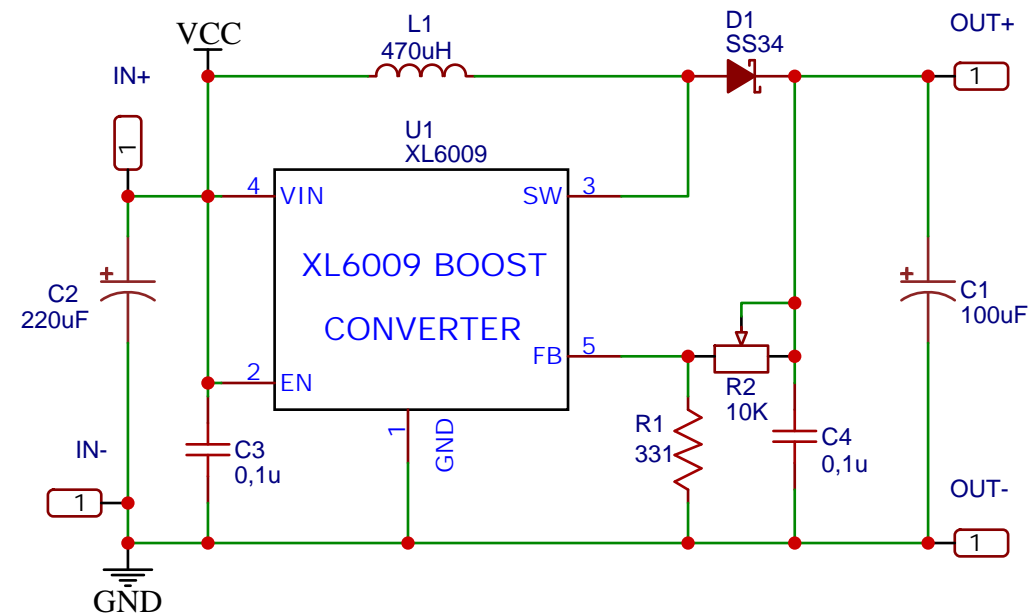 VCC
L1
470uH
D1
SS34
OUT+
1
IN+
1
U1
XL6009
4
VIN
SW
3
XL6009 BOOST
CONVERTER
+
C2
220uF
+
C1
100uF
FB
5
2
EN
R2
10K
1
GND
R1
331
C3
0,1u
C4
0,1u
IN-
1
OUT-
1
GND